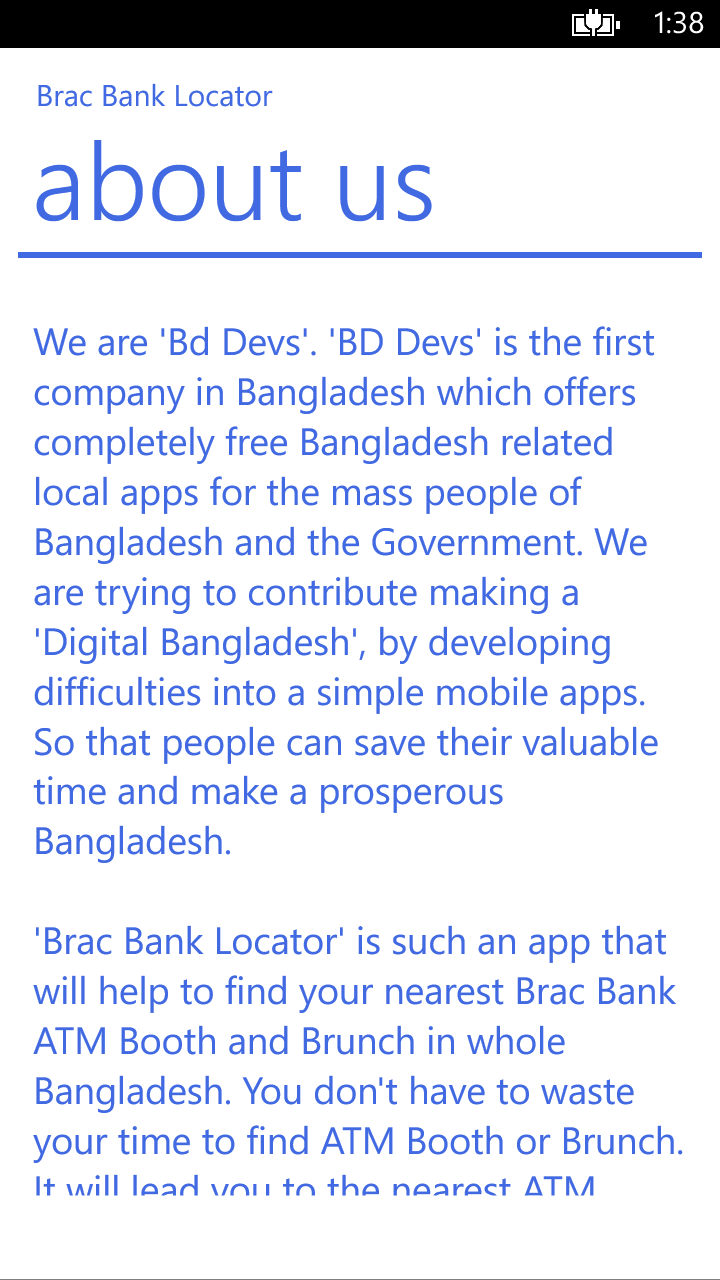 1:38
Brac Bank Locator
about us
We are 'Bd Devs'. 'BD Devs' is the first
company in Bangladesh which offers
completely free Bangladesh related
local apps for the mass people of
Bangladesh and the Government. We
are trying to contribute making a
'Digital Bangladesh', by developing
difficulties into a simple mobile apps.
So that people can save their valuable
time and make a prosperous
Bangladesh.
'Brac Bank Locator' is such an app that
will help to find your nearest Brac Bank
ATM Booth and Brunch in whole
Bangladesh. You don't have to waste
your time to find ATM Booth or Brunch.
It will lead you to the nearest ATM